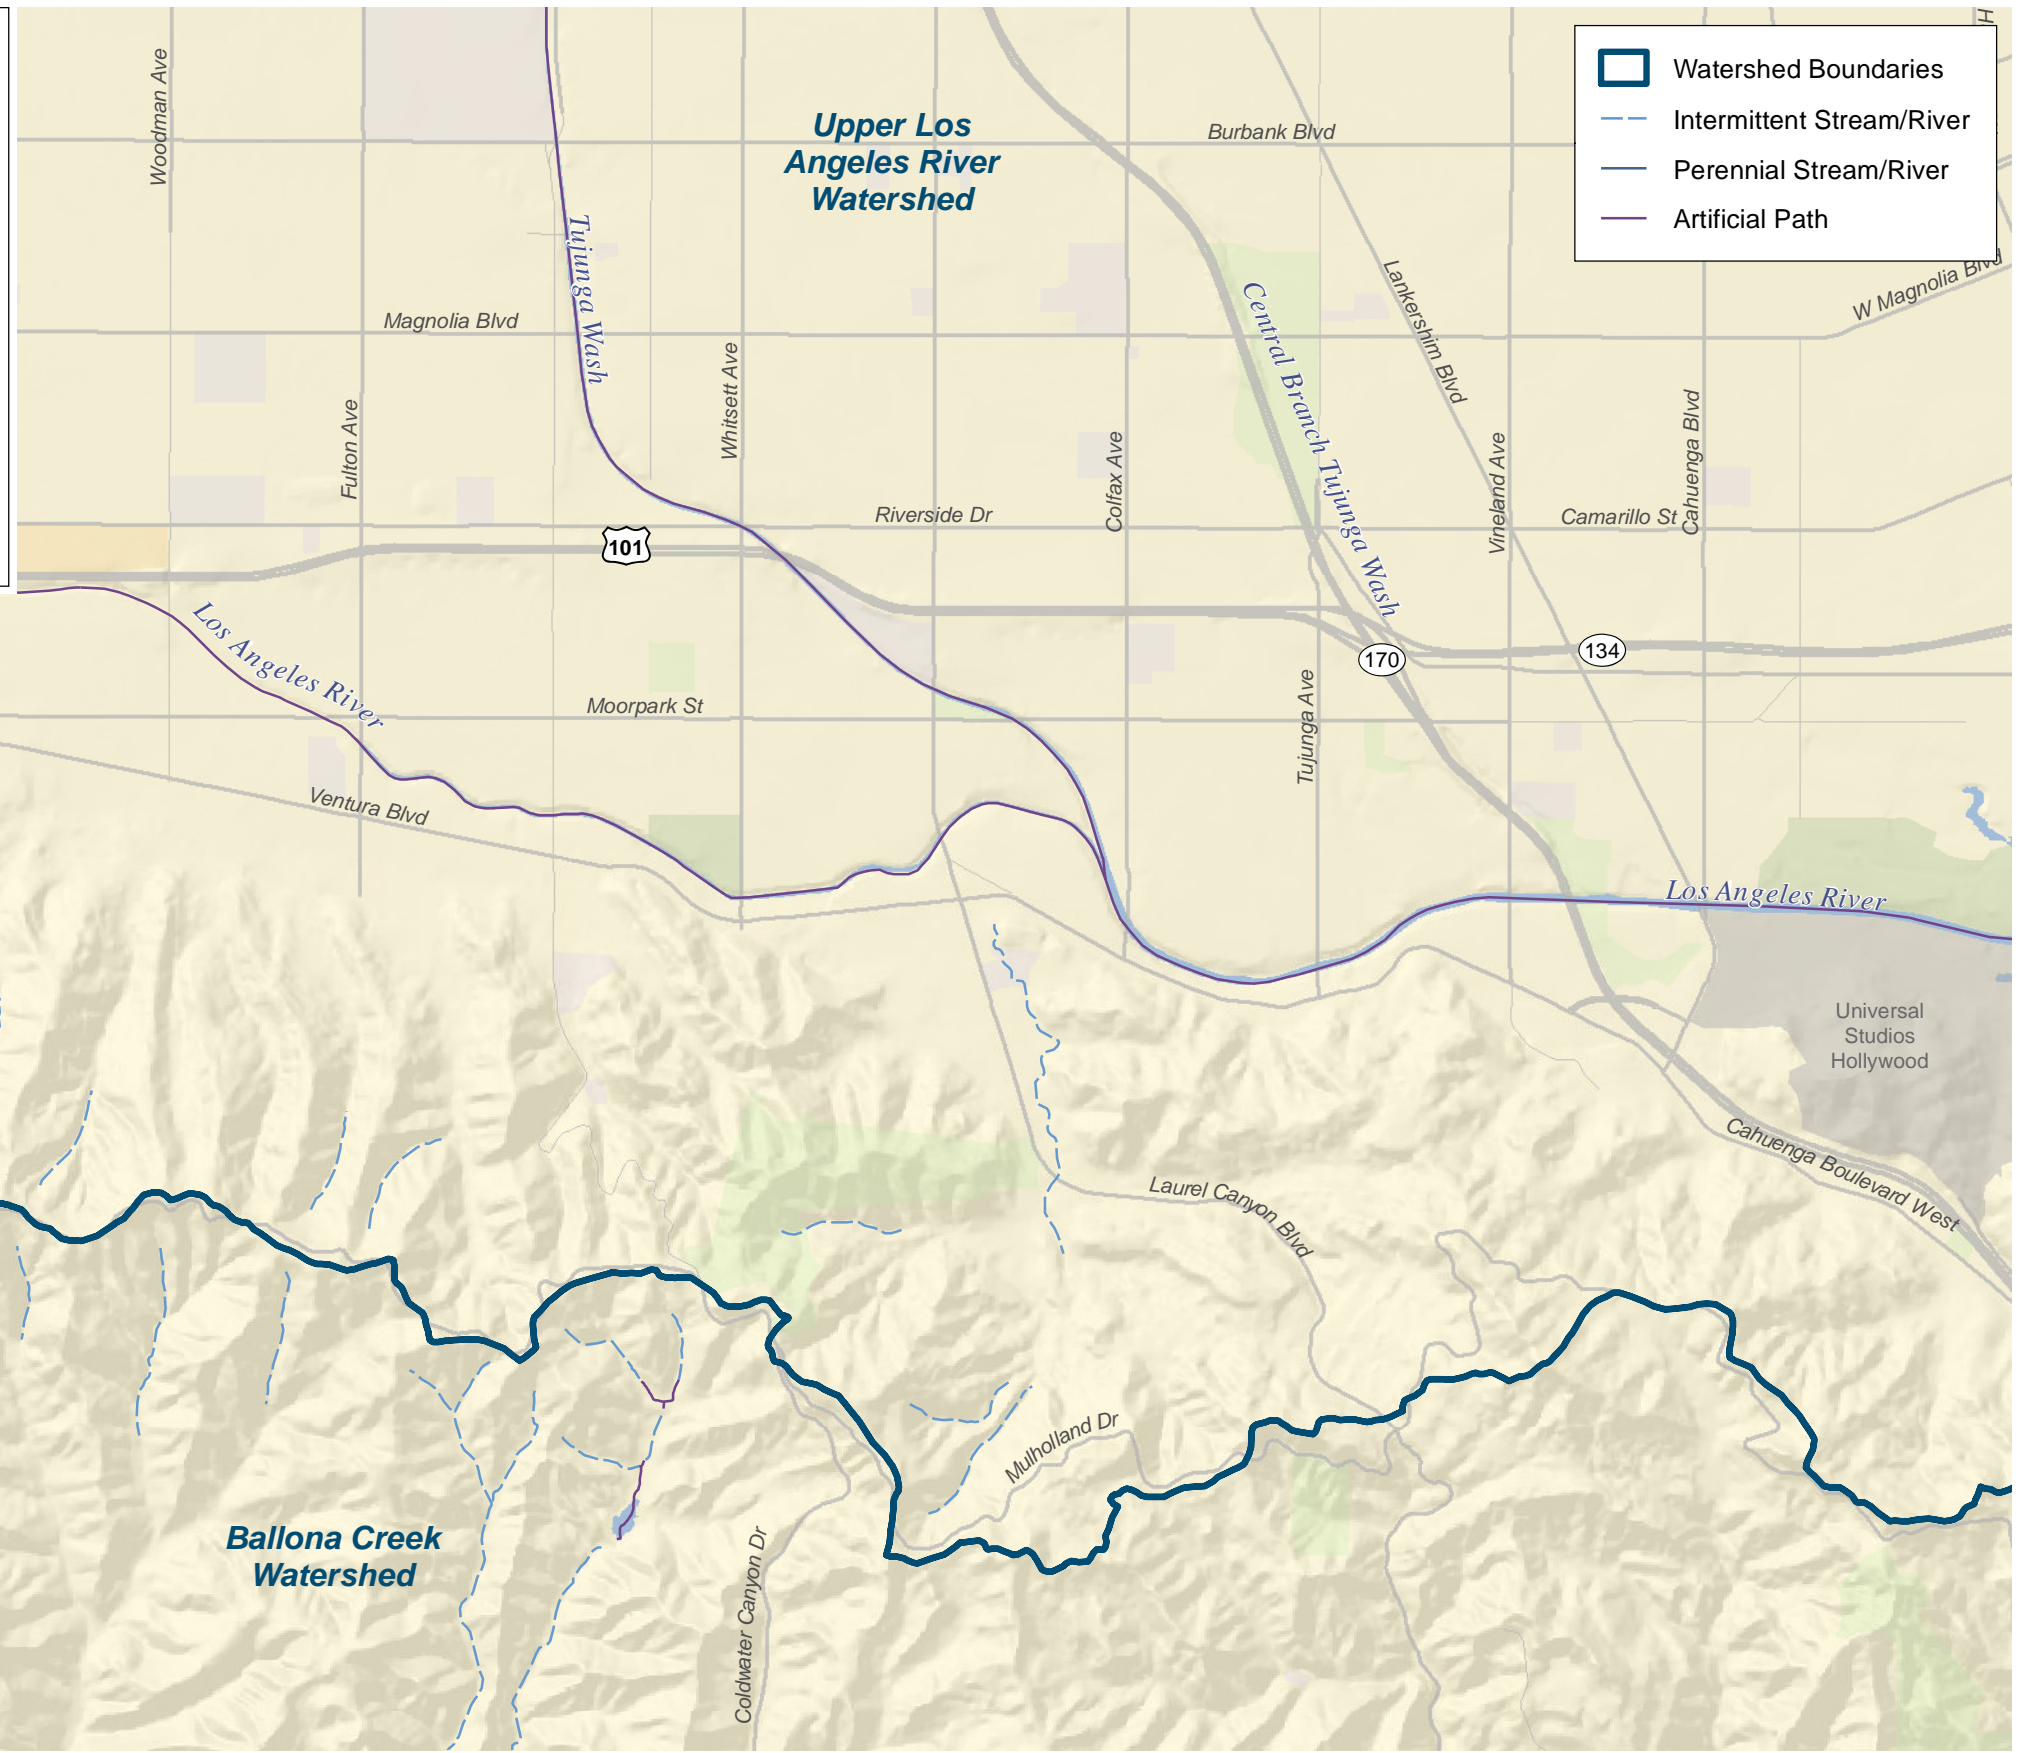 Watershed Boundaries
Intermittent Stream/River
Perennial Stream/River
Artificial Path
H
Woodman Ave
Upper Los
Angeles River
Watershed
Burbank Blvd
Tujunga Wash
Magnolia Blvd
W Magnolia Blvd
Central Branch Tujunga Wash
Lankershim Blvd
Whitsett Ave
Fulton Ave
Colfax Ave
Vineland Ave
Cahuenga Blvd
Riverside Dr
Camarillo St
101
Los Angeles River
170
134
Moorpark St
Tujunga Ave
Ventura Blvd
Los Angeles River
Universal
Studios
Hollywood
Cahuenga Boulevard West
Laurel Canyon Blvd
Mulholland Dr
Ballona Creek
Watershed
Coldwater Canyon Dr